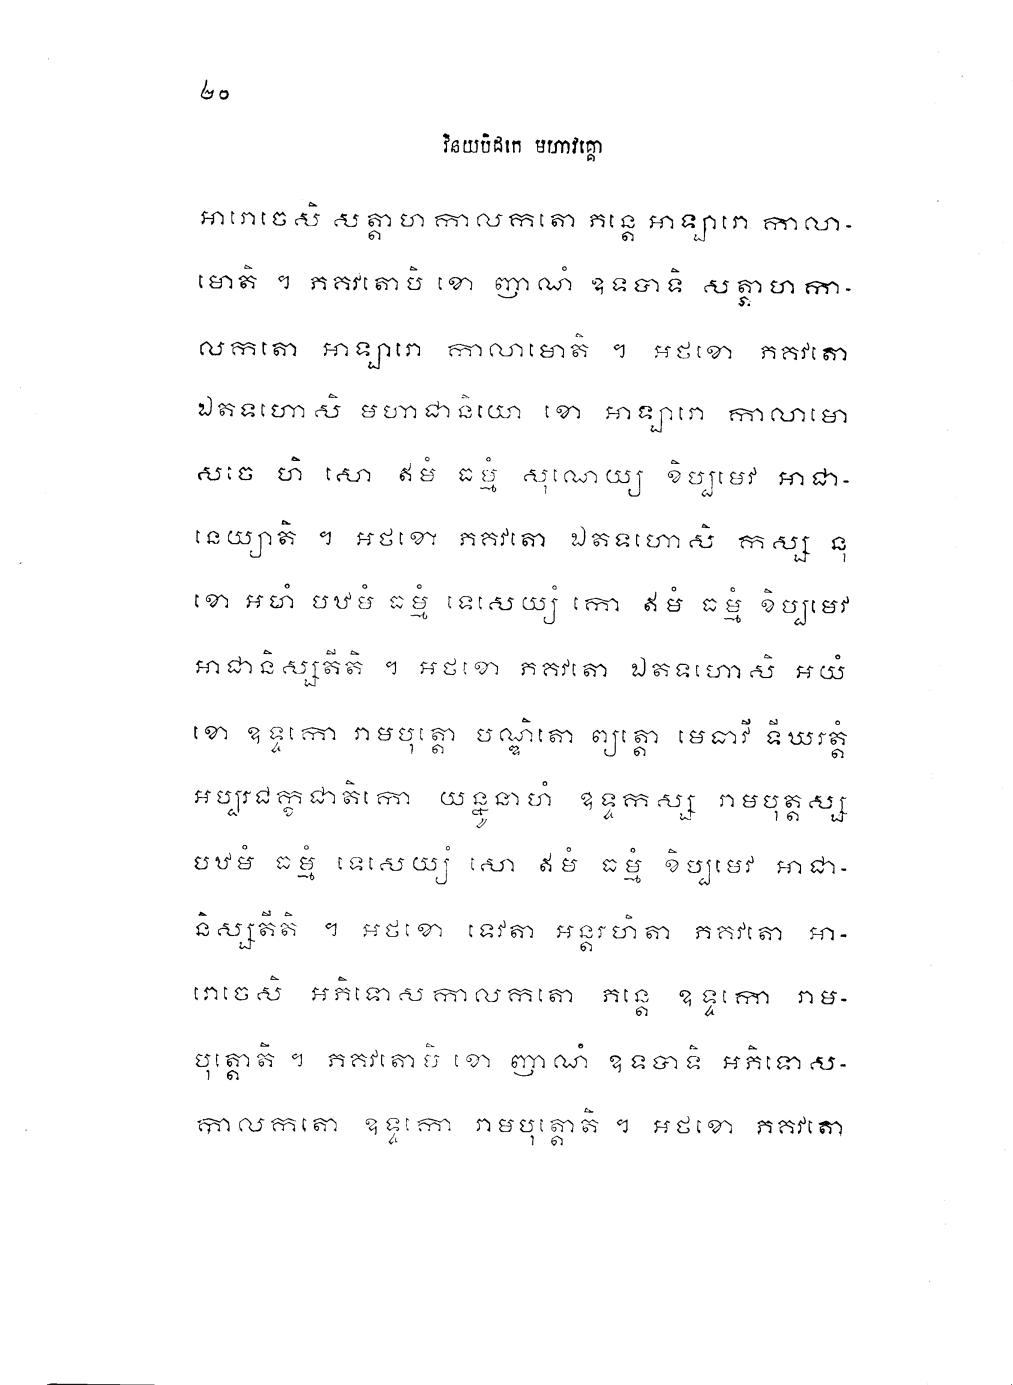 ២០
វិនយបិដកេ មហាវគ្គោ
អារោចេសិ សត្តាហកាលកតោ ភន្តេ អាឡ្បារោ កាលា-
មោតិ ។ ភគវតោបិ ខោ ញាណំ ឧទបាទិ សត្តាហកា-
លកតោ អាឡ្បារោ កាលាមោតិ ។ អថខោ ភគវតោ
ឯតទហោសិ មហាជានិយោ ខោ អាឡ្បារោ កាលាមោ
សចេ ហិ សោ ឥមំ ធម្មំ សុណេយ្យ ខិប្បមេវ អាជា-
នេយ្យាតិ ។ អថខោ ភគវតោ ឯតទហោសិ កស្ស នុ
ខោ អហំ បឋមំ ធម្មំ ទេសេយ្យំ កោ ឥមំ ធម្មំ ខិប្បមេវ
អាជានិស្សតីតិ ។ អថខោ ភគវតោ ឯតទហោសិ អយំ
ខោ ឧទ្ទកោ រាមបុត្តោ បណ្ឌិតោ ព្យត្តោ មេធាវី ទីឃរត្តំ
អប្បរជក្ខជាតិកោ យន្នូនាហំ ឧទ្ទកស្ស រាមបុត្តស្ស
បឋមំ ធម្មំ ទេសេយ្យំ សោ ឥមំ ធម្មំ ខិប្បមេវ អាជា-
និស្សតីតិ ។ អថខោ ទេវតា អន្តរហិតា ភគវតោ អា-
រោចេសិ អភិទោសកាលកតោ ភន្តេ ឧទ្ទកោ រាម-
បុត្តោតិ ។ ភគវតោបិ ខោ ញាណំ ឧទបាទិ អភិទោស-
កាលកតោ ឧទ្ទកោ រាមបុត្តោតិ ។ អថខោ ភគវតោ